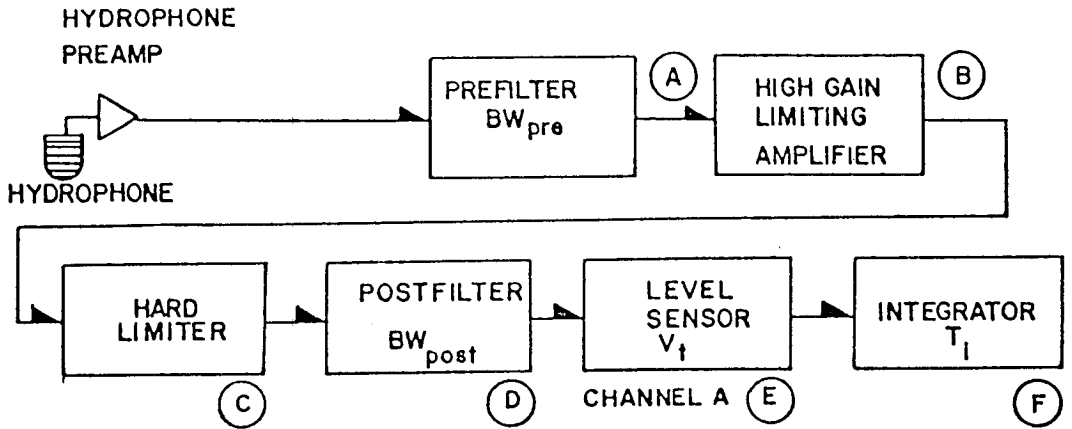 HYDROPHONE
PREAMP
HYDROPHONE
PREFILTER
BWpre
A
HIGH GAIN
LIMITING
AMPLIFIER
B
HARD
LIMITER
C
POSTFILTER
BWpost
D
LEVEL
SENSOR
Vt
CHANNEL A
E
INTEGRATOR
Ti
F